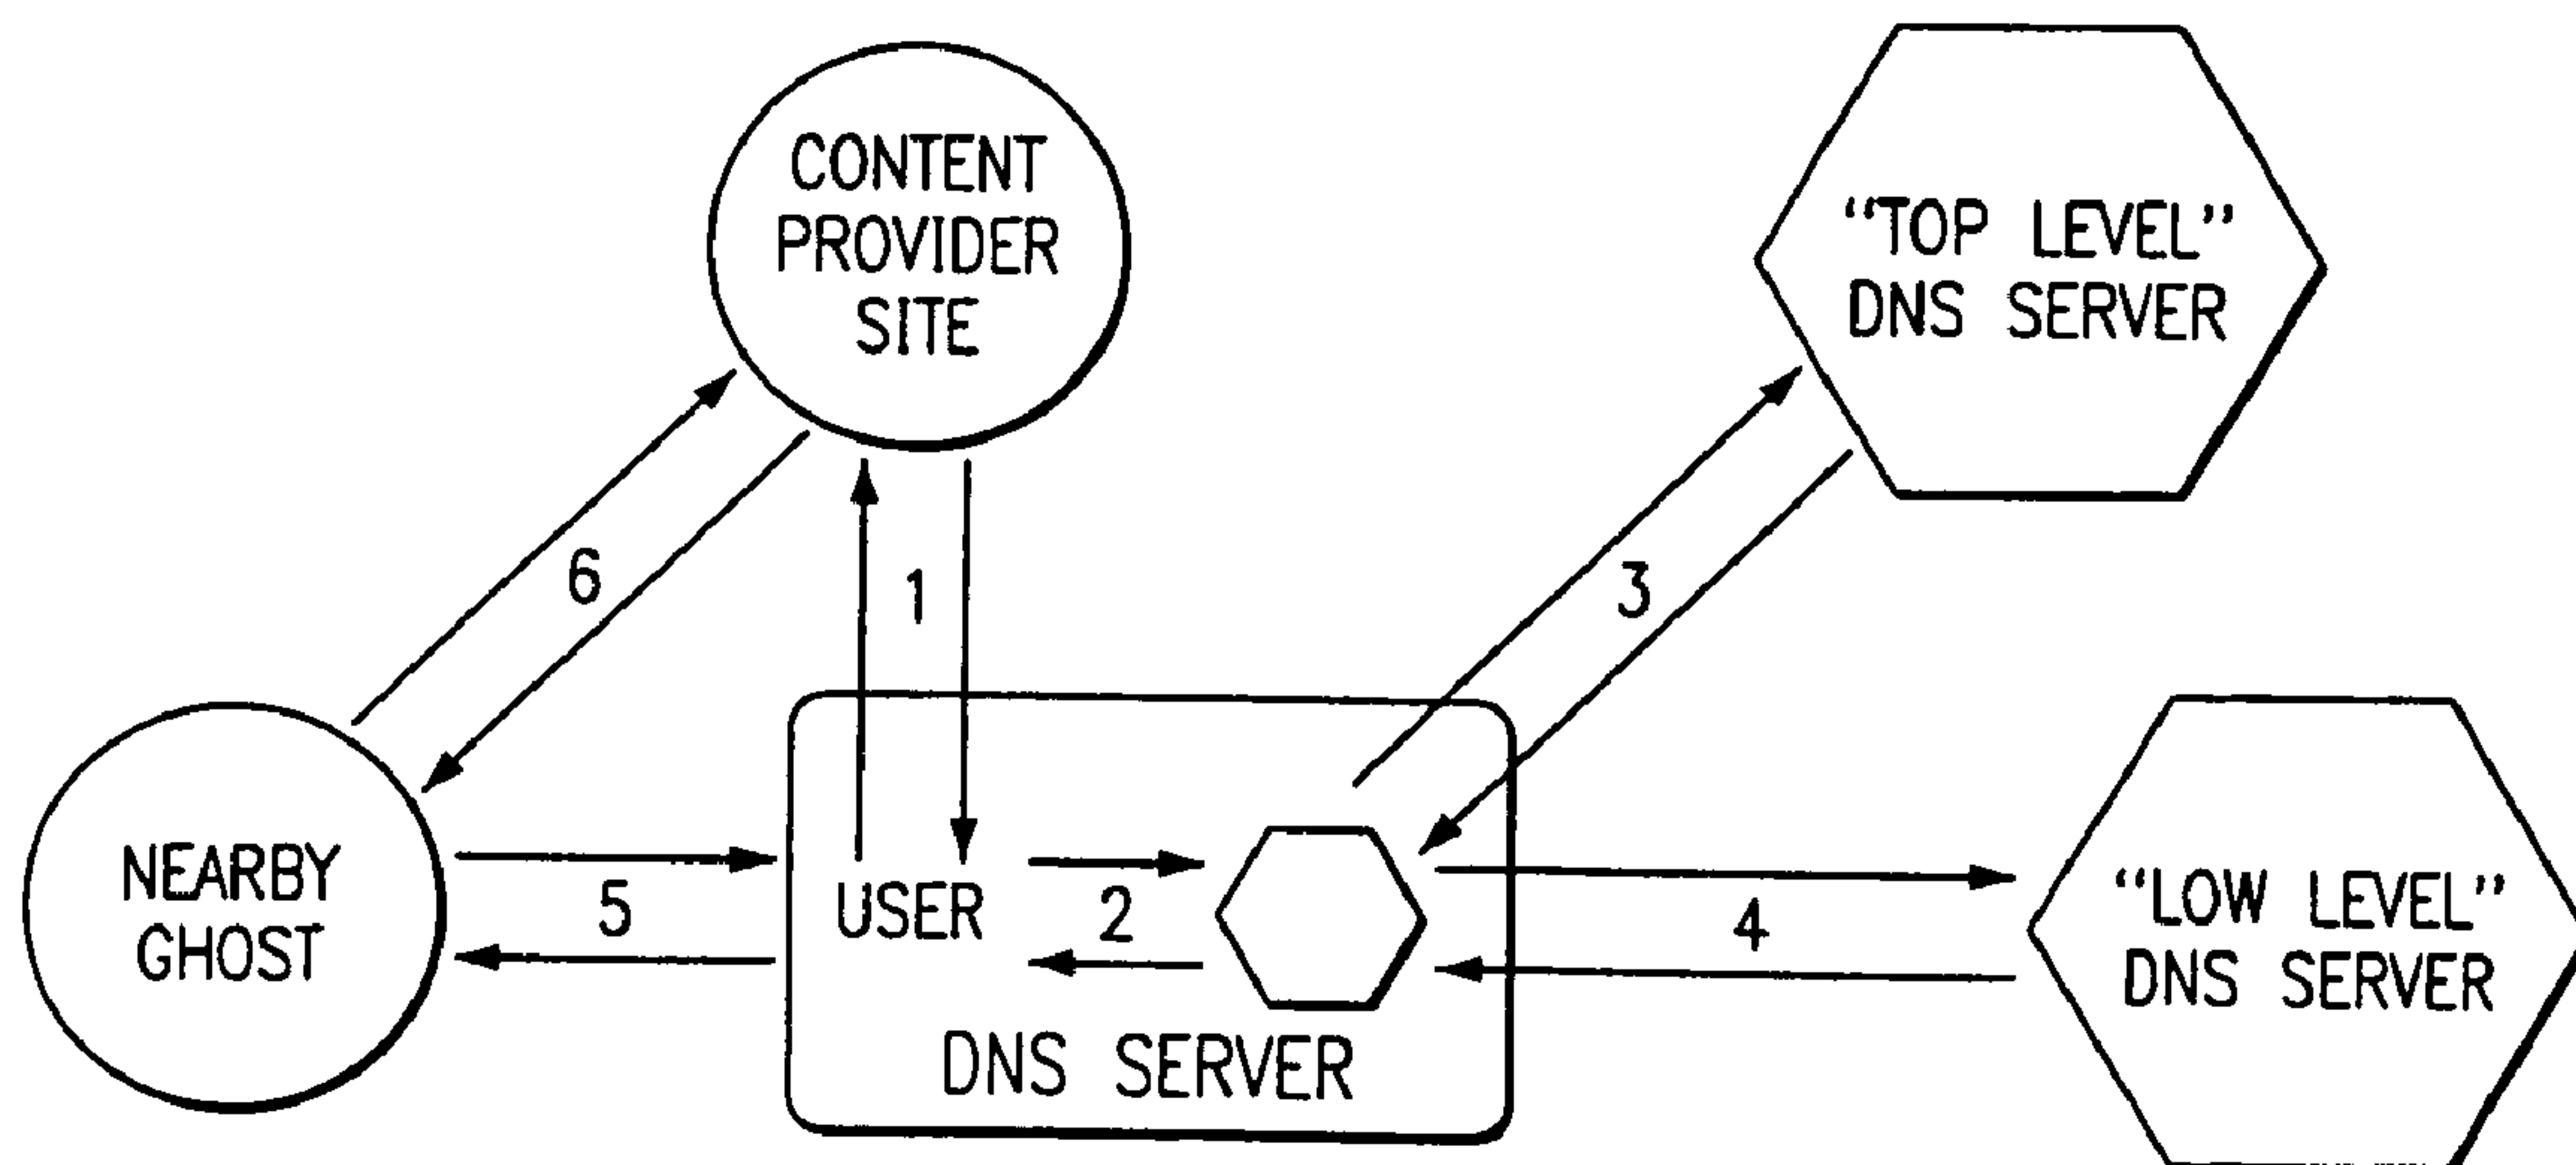 CONTENT
PROVIDER
SITE
“TOP LEVEL”
DNS SERVER
6
1
3
NEARBY
GHOST
5
USER
2
4
“LOW LEVEL”
DNS SERVER
DNS SERVER